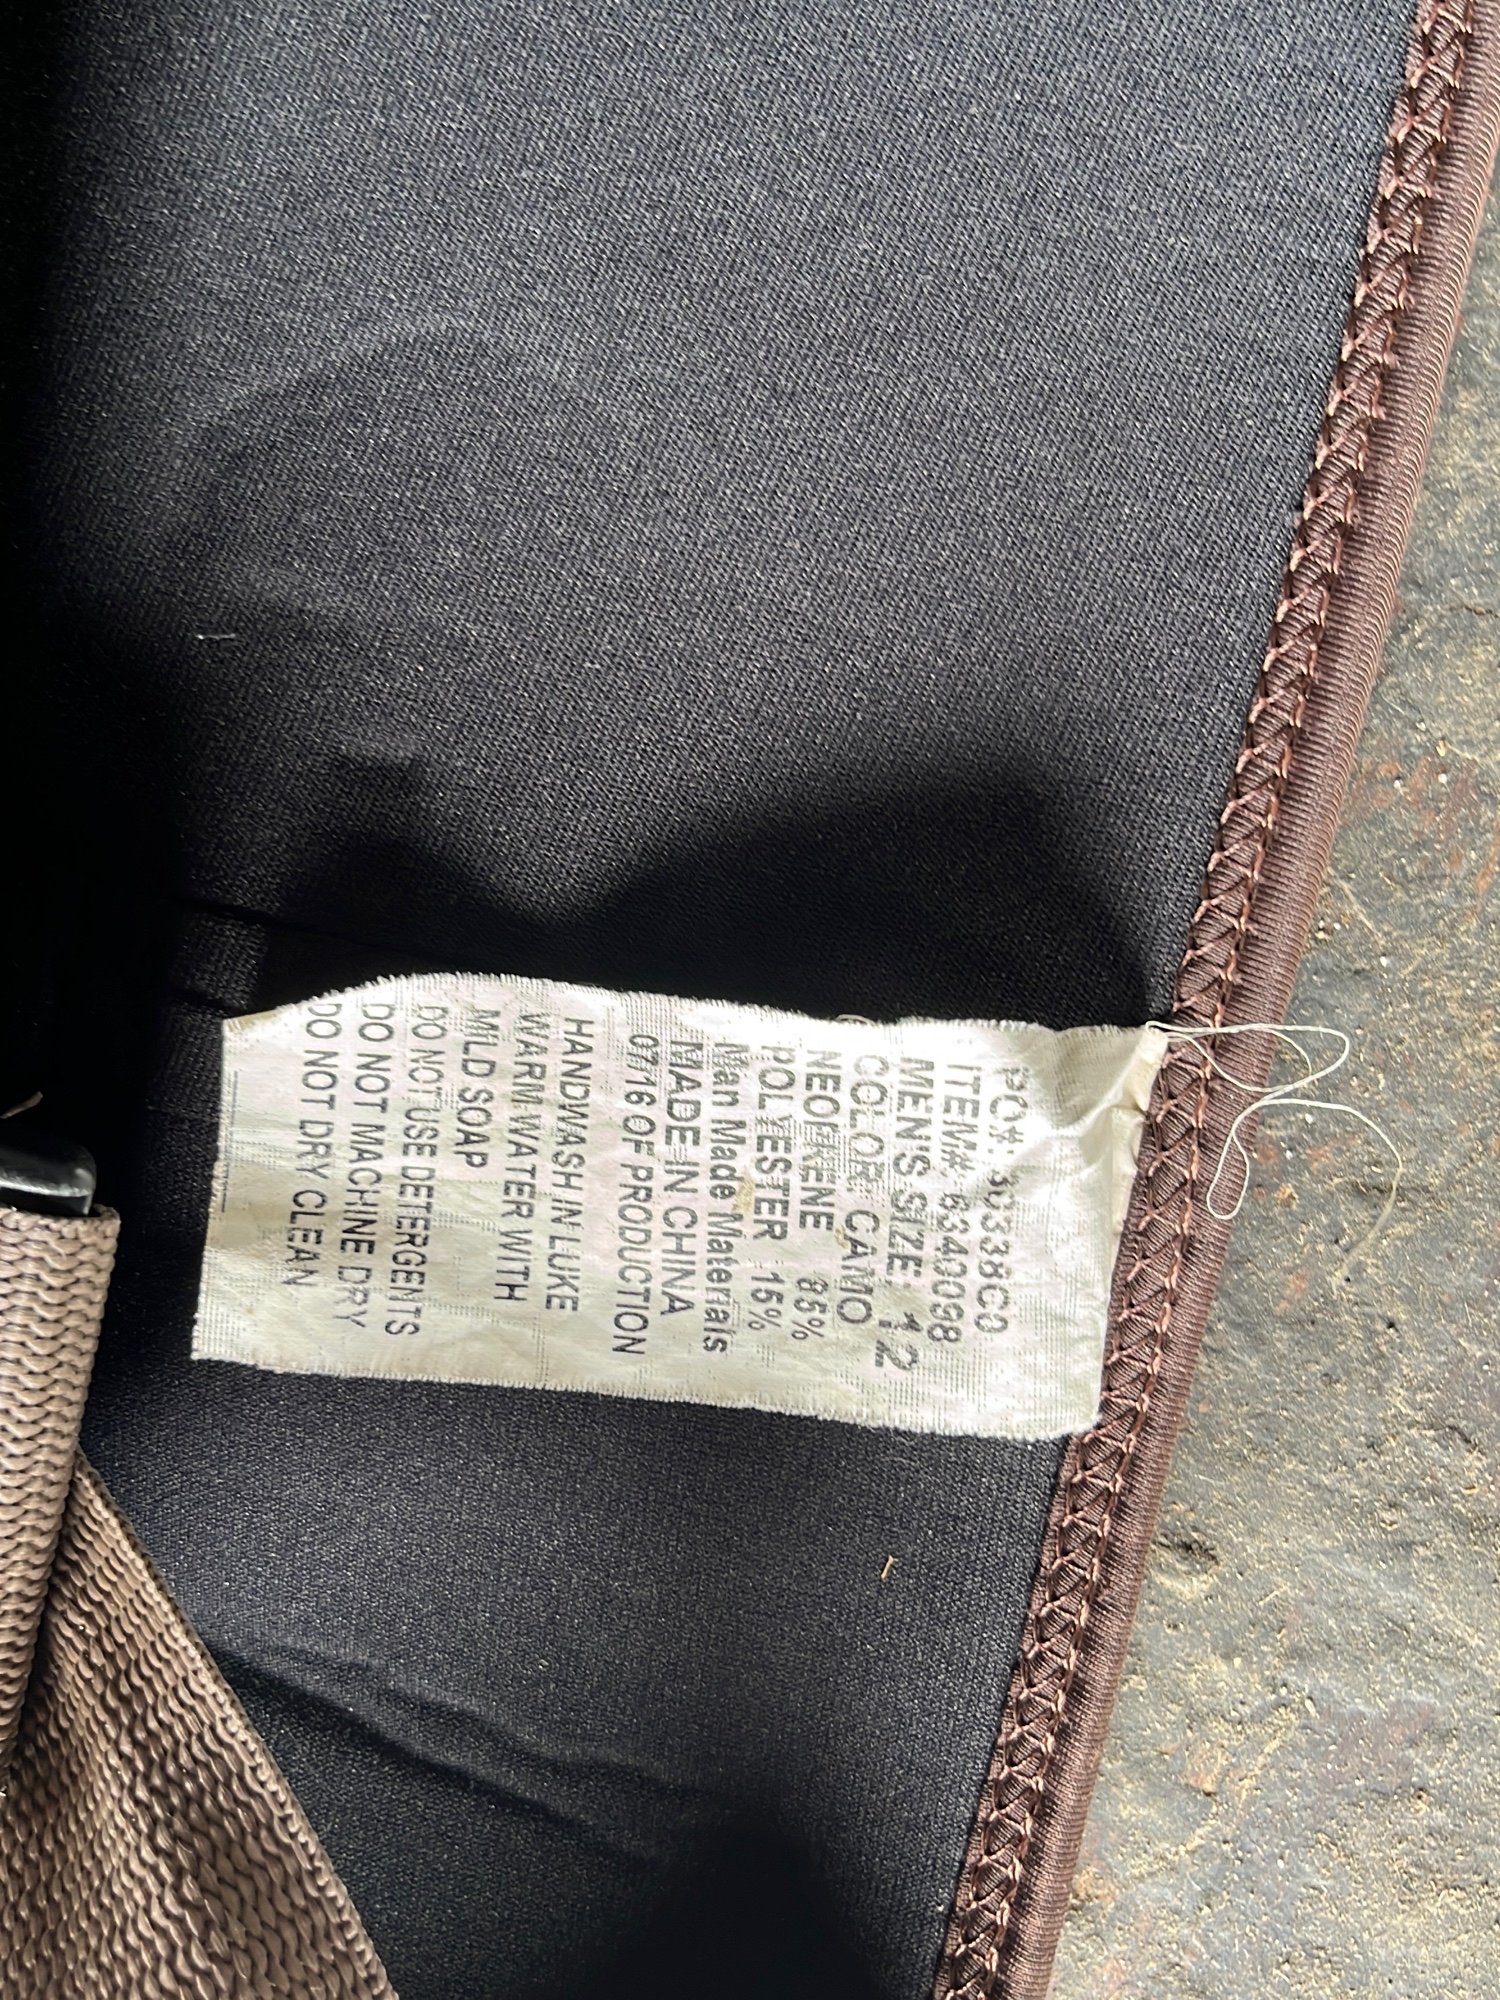 PO#: 30338C0
ITEM# 6340098
MEN'S SIZE: 12
COLOR: CAMO
NEOPRENE 85%
POLYESTER 15%
Man Made Materials
MADE IN CHINA
07/16 OF PRODUCTION
HANDWASH IN LUKE
WARM WATER WITH
MILD SOAP
DO NOT USE DETERGENTS
DO NOT MACHINE DRY
DO NOT DRY CLEAN